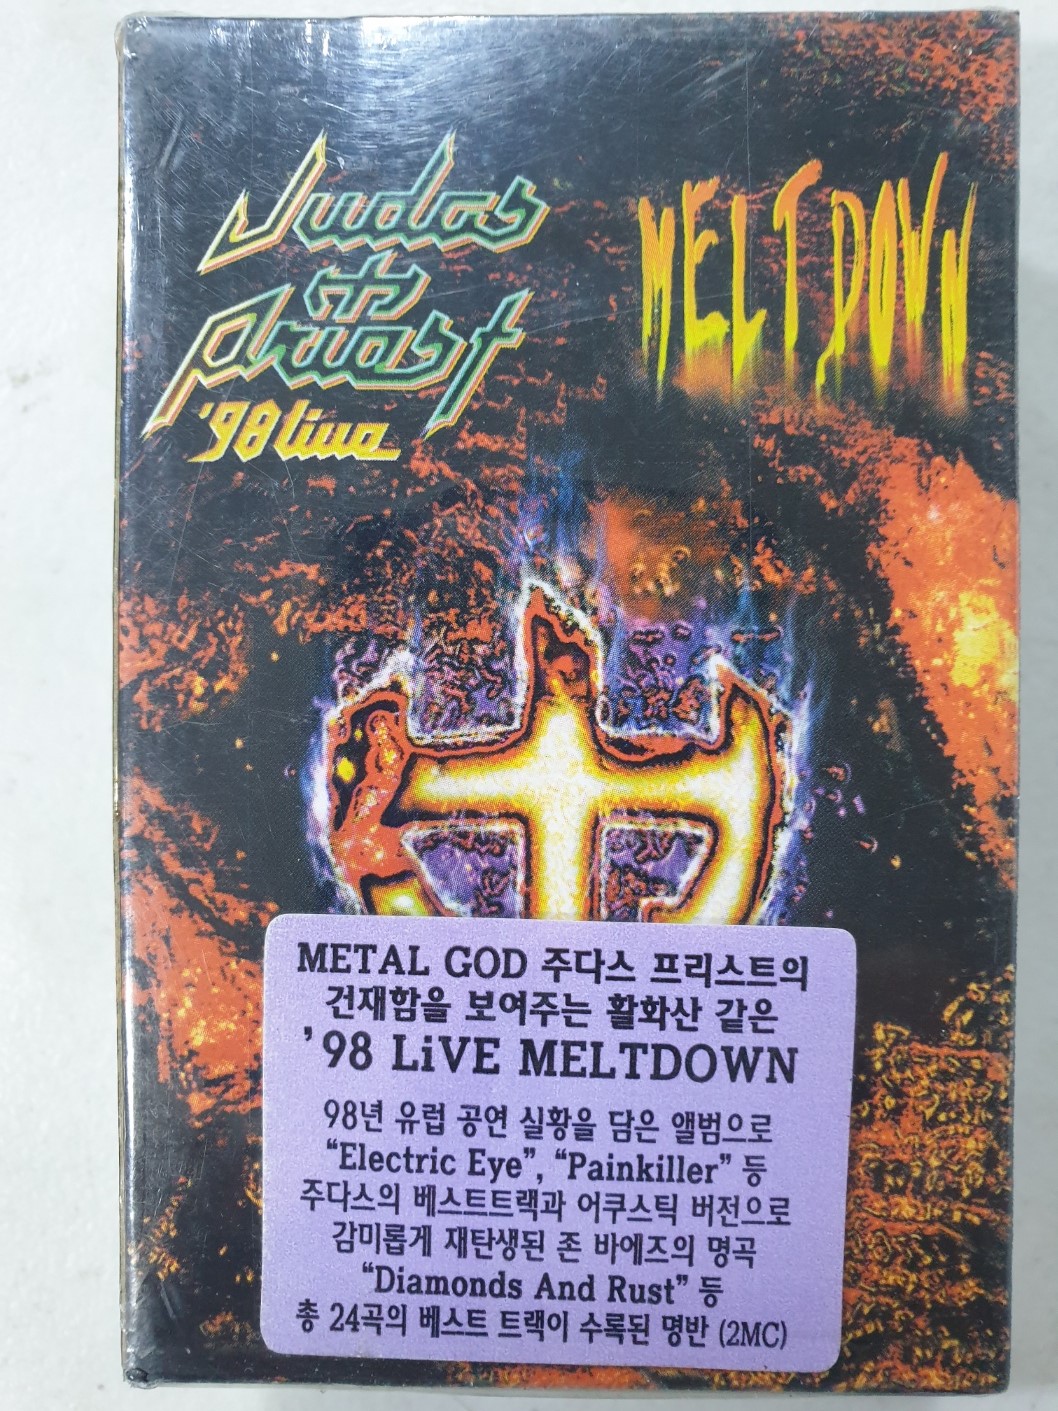 Judas
Priest
'98 live
MELTDOWN
METAL GOD 주다스 프리스트의
건재함을 보여주는 활화산 같은
'98 LiVE MELTDOWN
98년 유럽 공연 실황을 담은 앨범으로
“Electric Eye”, “Painkiller” 등
주다스의 베스트트랙과 어쿠스틱 버전으로
감미롭게 재탄생된 존 바에즈의 명곡
“Diamonds And Rust” 등
총 24곡의 베스트 트랙이 수록된 명반 (2MC)